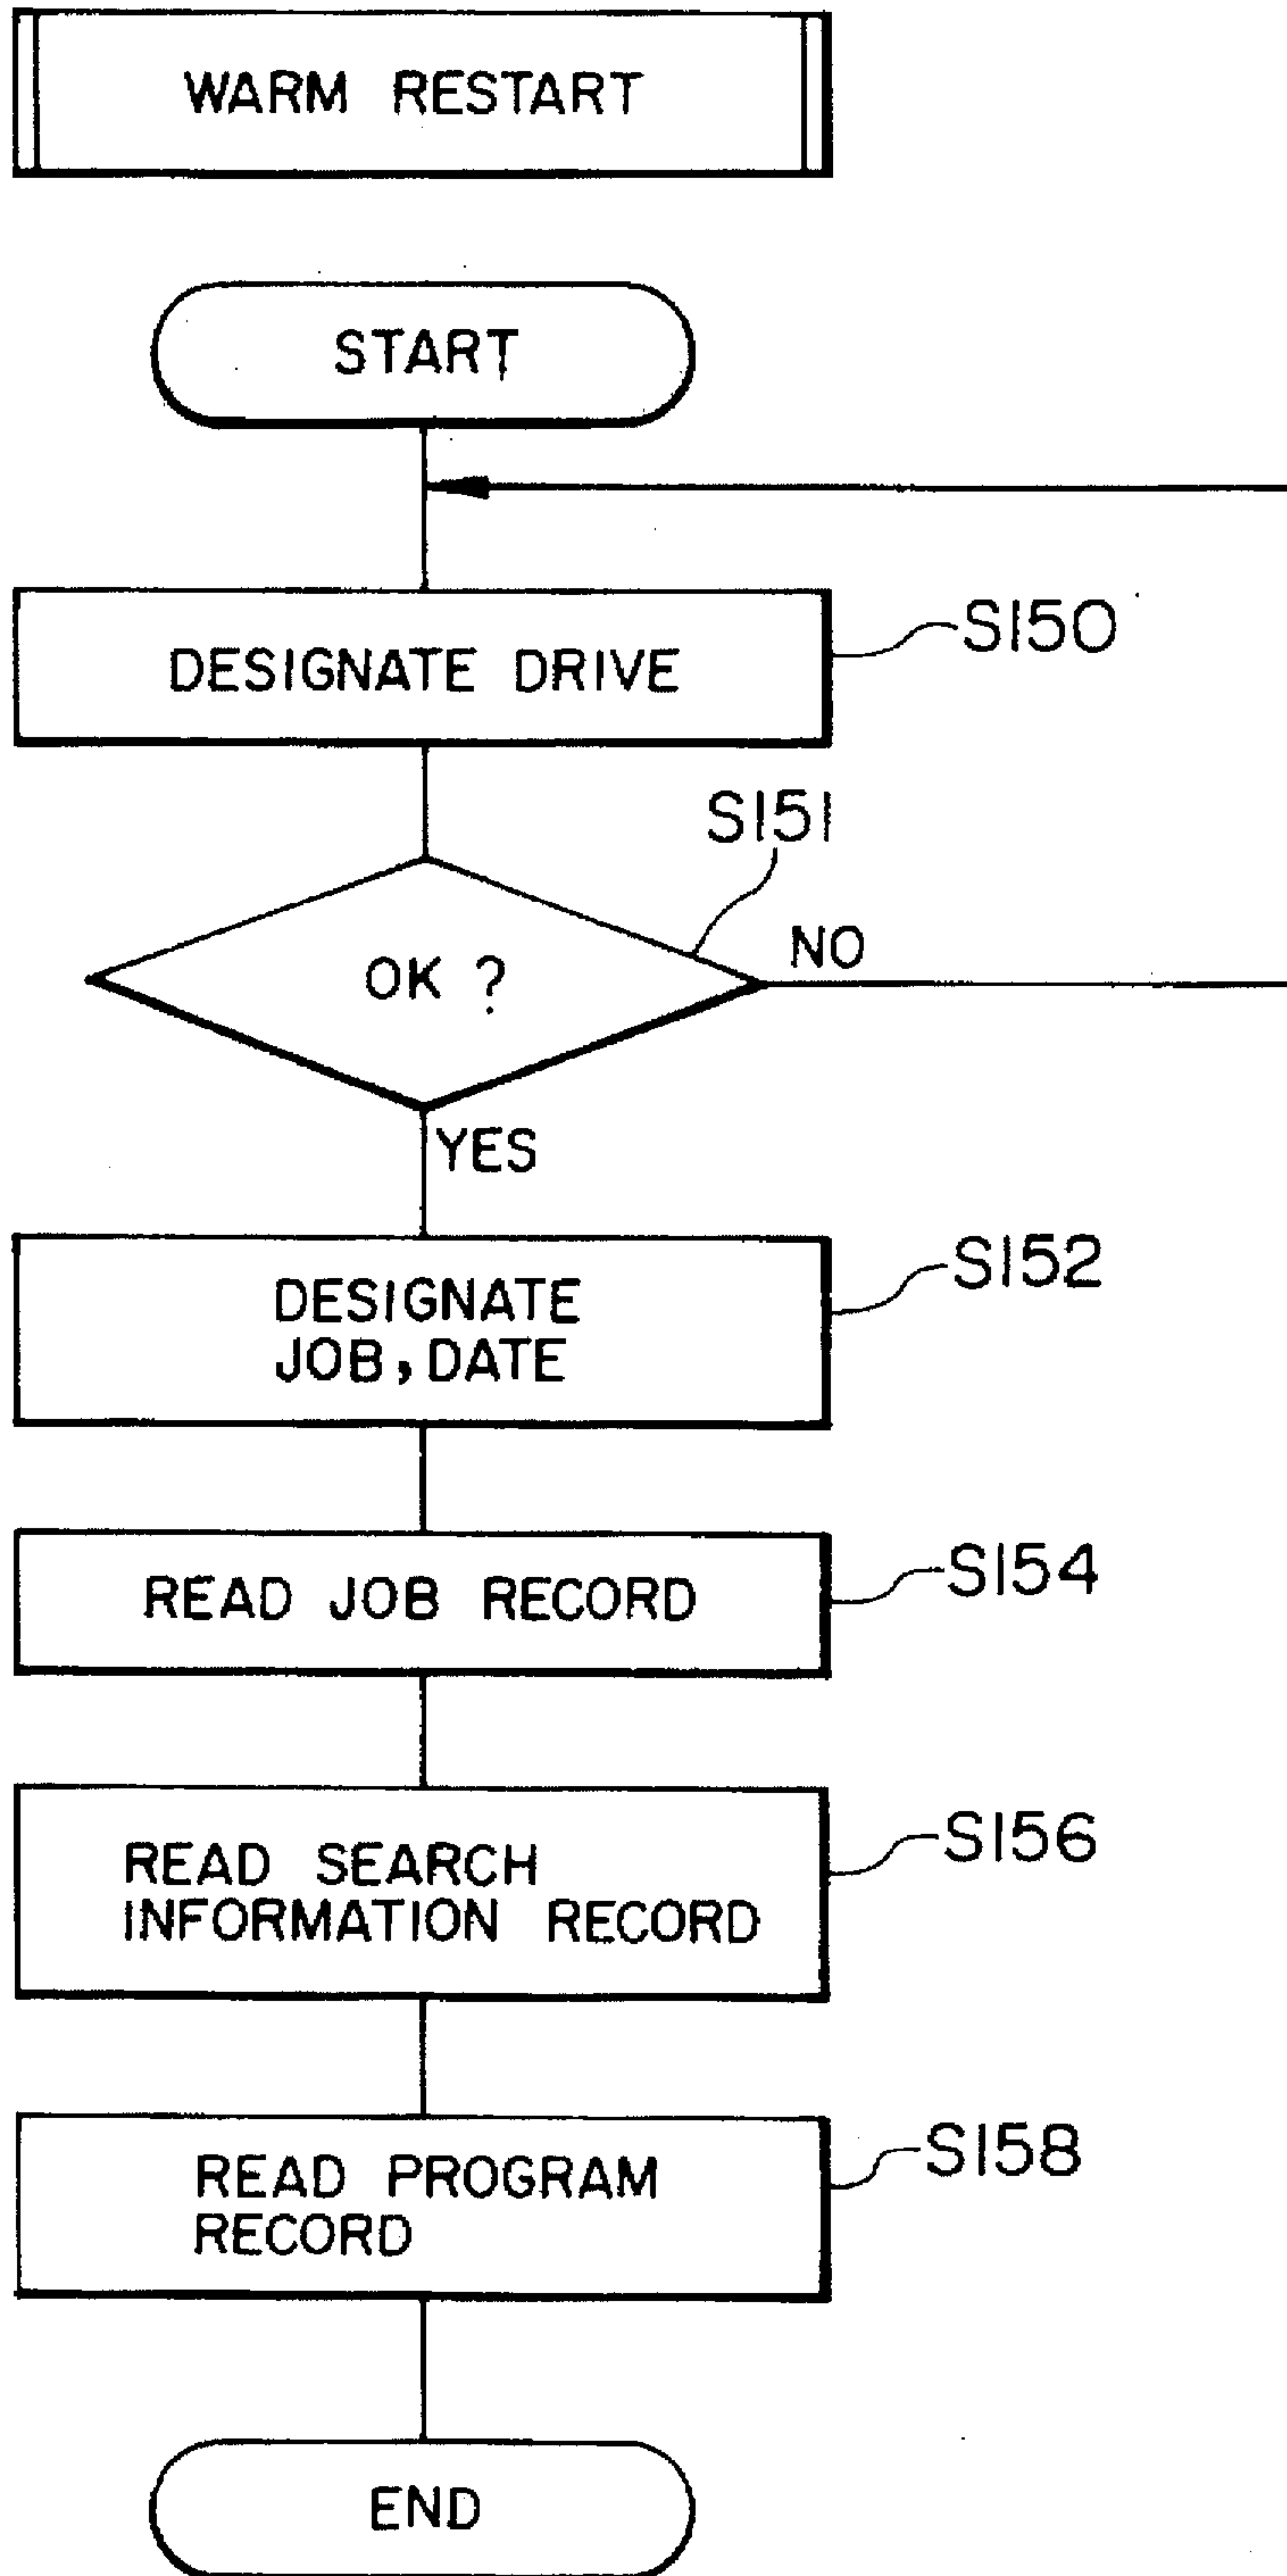 WARM RESTART
START
DESIGNATE DRIVE
S150
S151
OK ?
NO
YES
DESIGNATE
JOB, DATE
S152
READ JOB RECORD
S154
READ SEARCH
INFORMATION RECORD
S156
READ PROGRAM
RECORD
S158
END